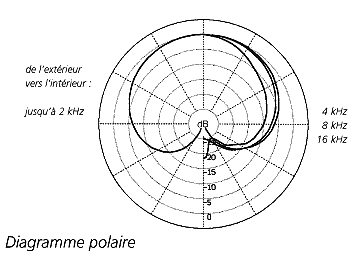 de l'extérieur
vers l'intérieur :
jusqu'à 2 kHz
4 kHz
8 kHz
16 kHz
dB
20
15
10
5
0
Diagramme polaire